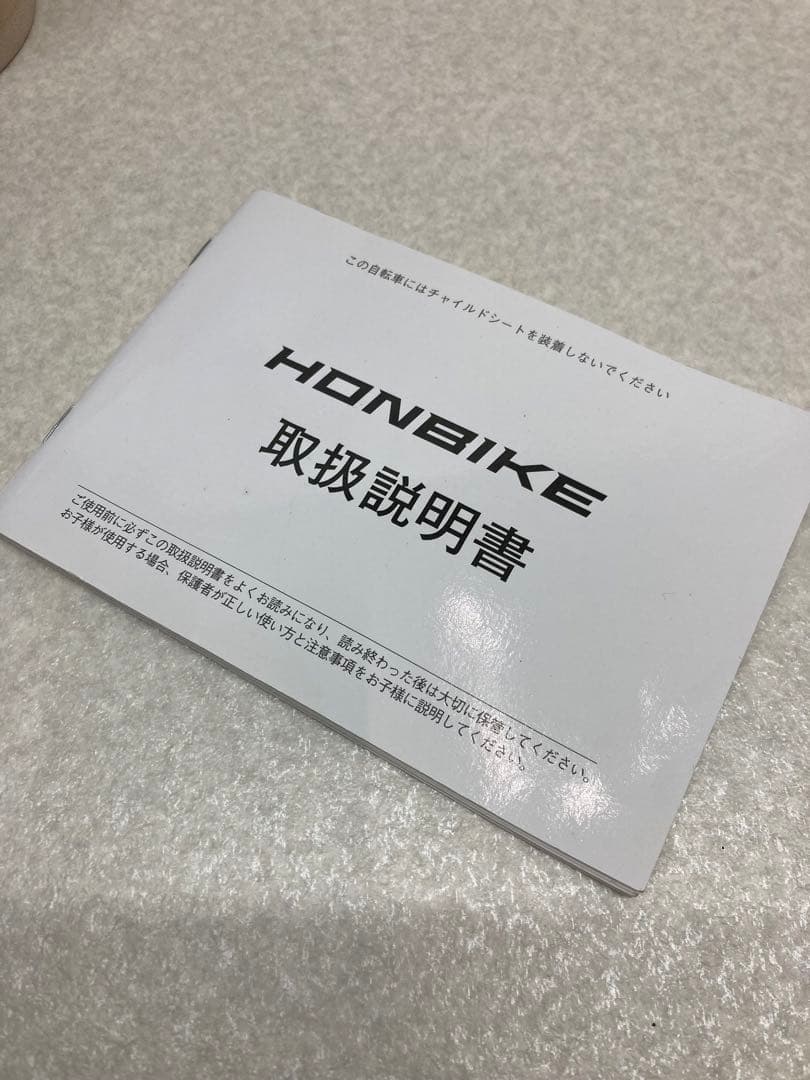 この自転車にはチャイルドシートを装着しないでください
HONBIKE
取扱説明書
ご使用前に必ずこの取扱説明書をよくお読みになり、読み終わった後は大切に保管してください。
お子様が使用する場合、保護者が正しい使い方と注意事項をお子様に説明してください。